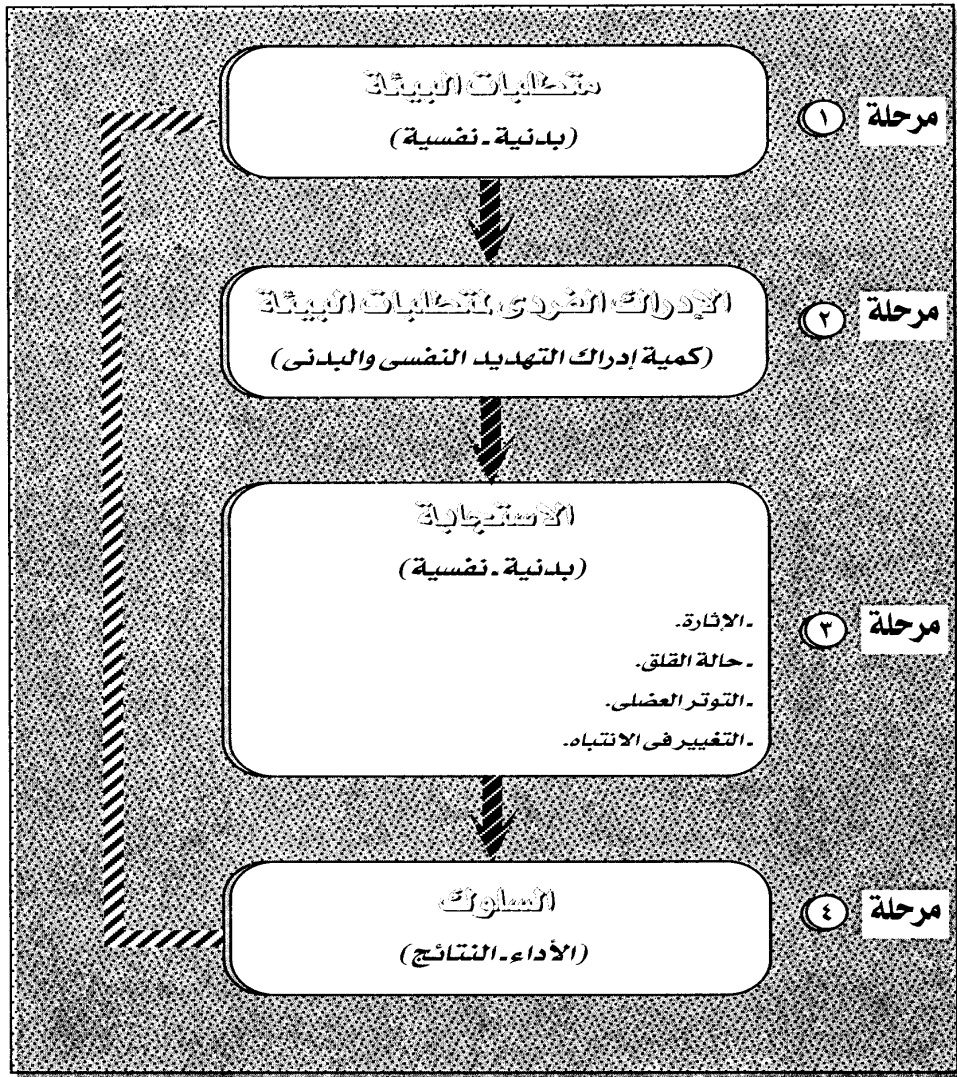 مرحلة ١
متطلبات البيئة
(بدنية ـ نفسية)
مرحلة ٢
الإدراك الفردى لمتطلبات البيئة
(كمية إدراك التهديد النفسى والبدنى)
مرحلة ٣
الاستجابة
(بدنية ـ نفسية)
ـ الإثارة.
ـ حالة القلق.
ـ التوتر العضلى.
ـ التغيير فى الانتباه.
مرحلة ٤
السلوك
(الأداء ـ النتائج)